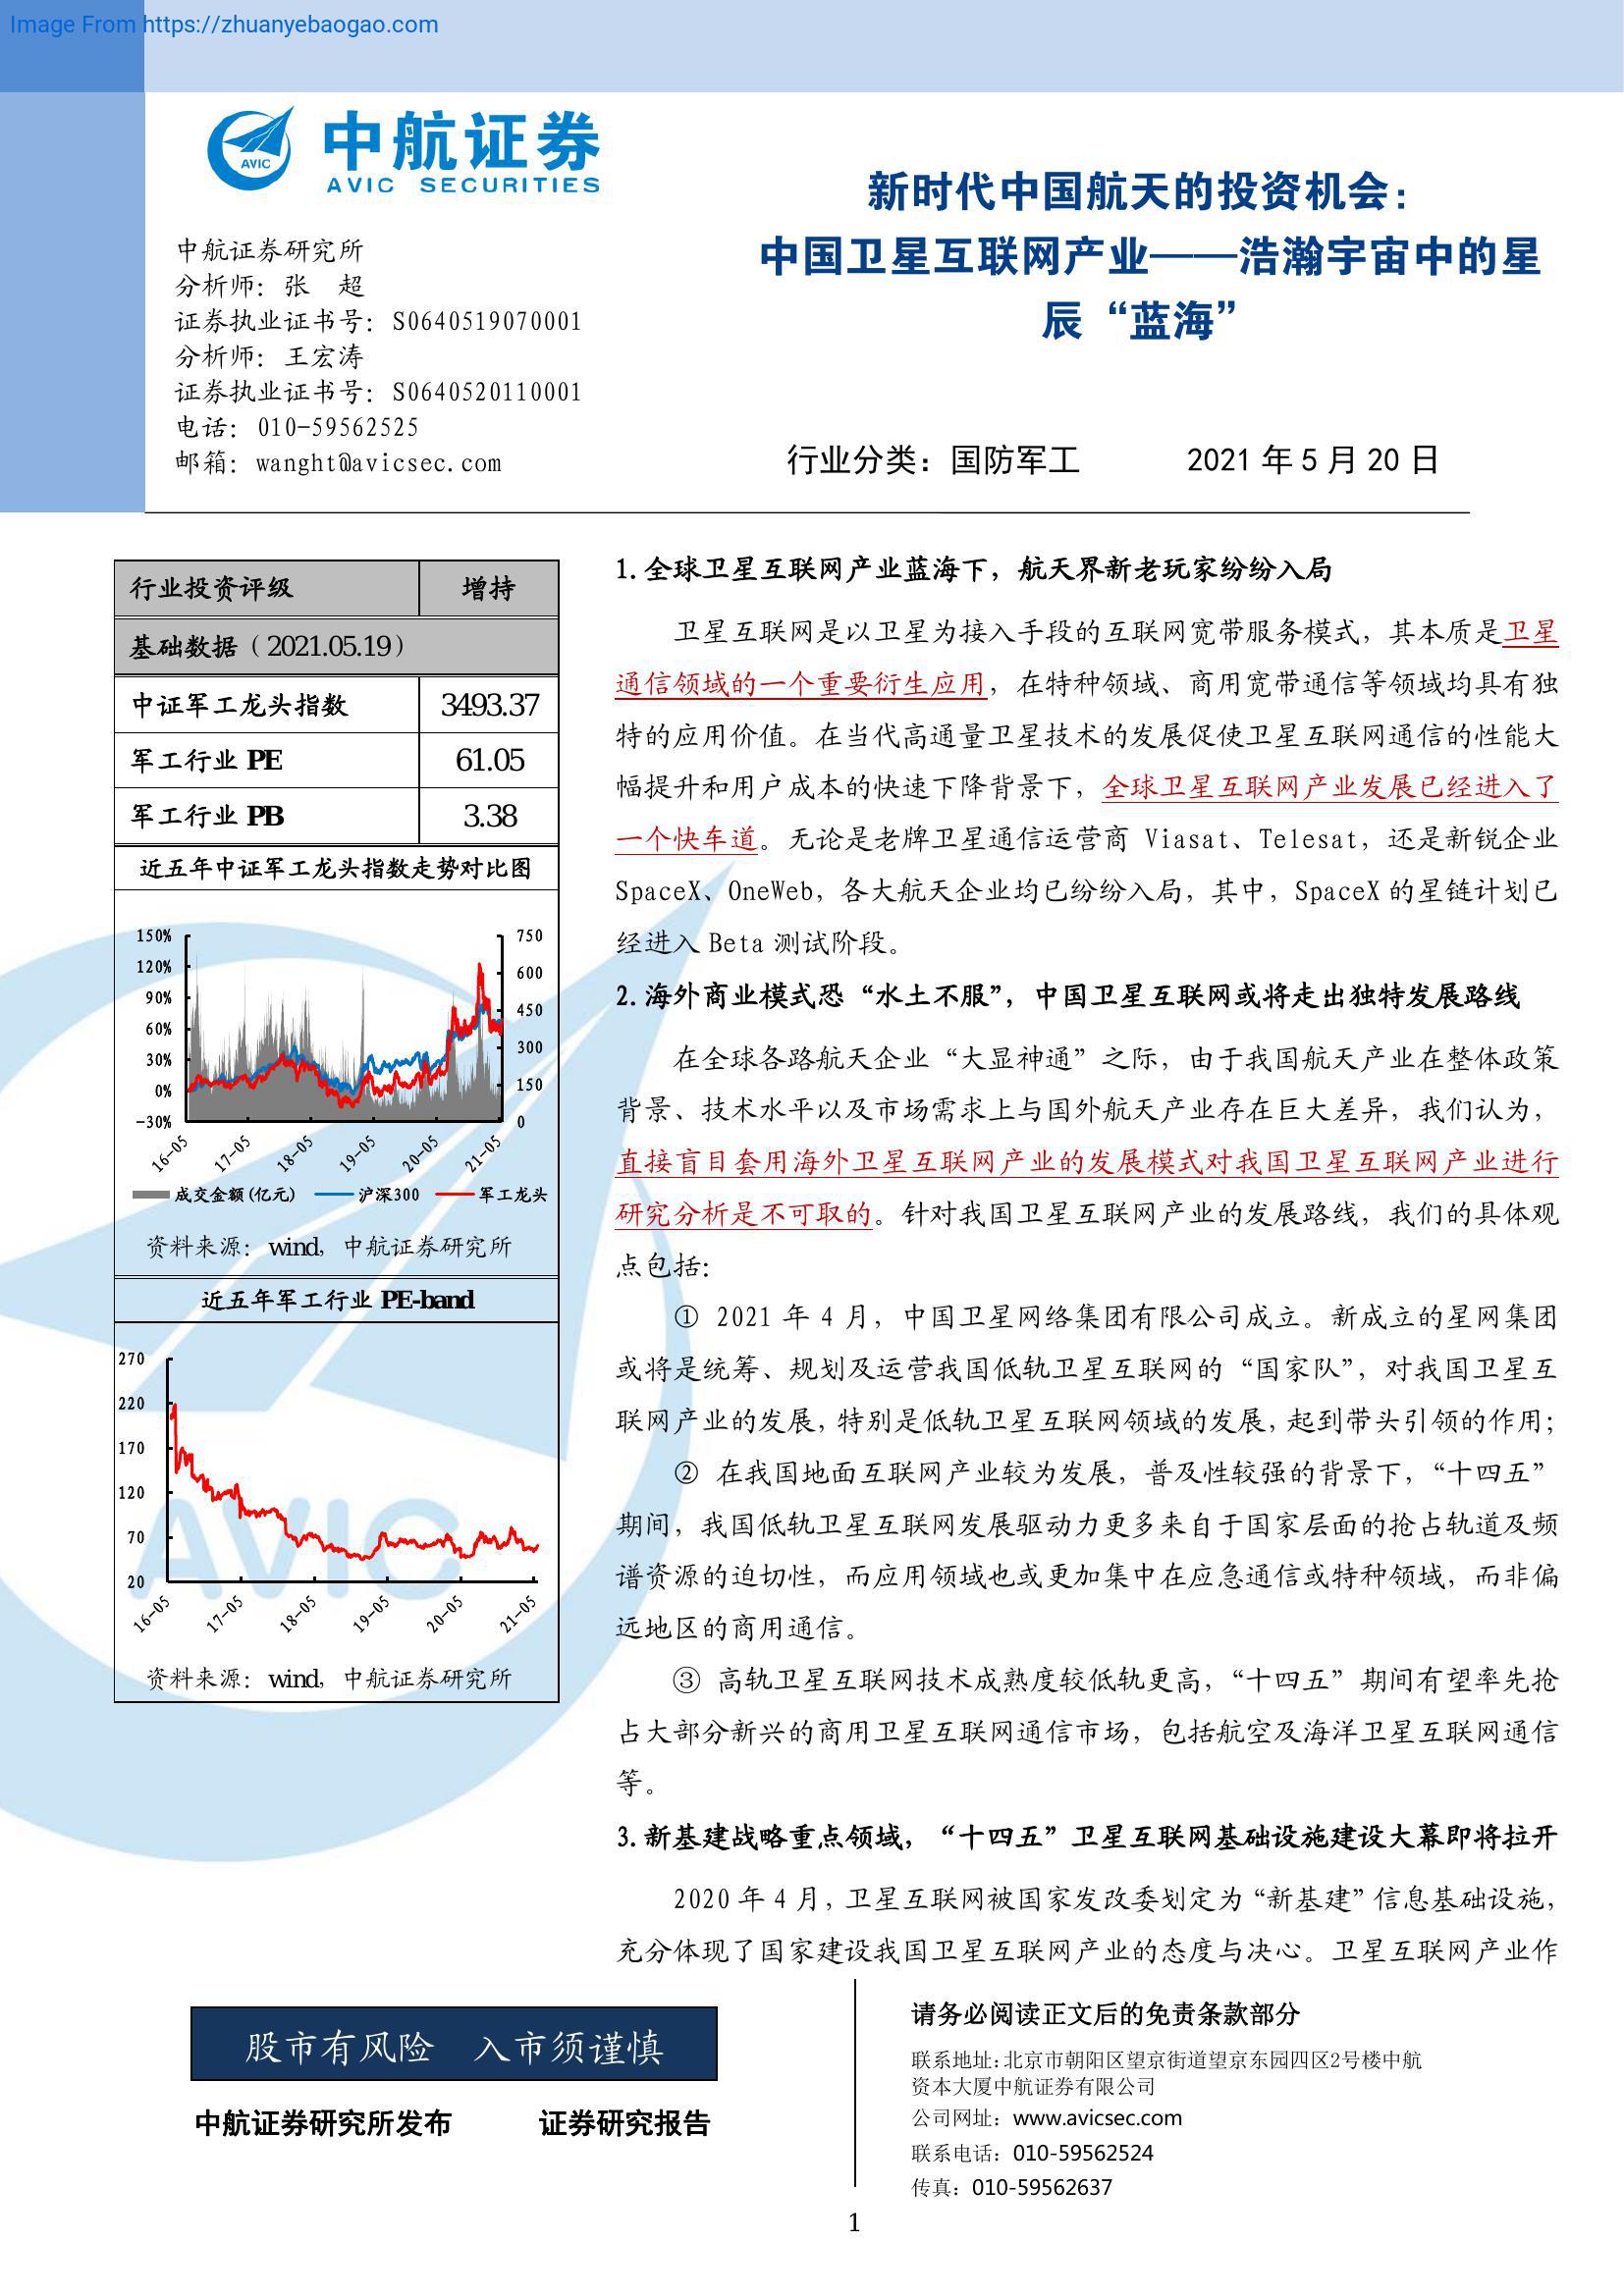 Image From https://zhuanyebaogao.com
AVIC
中航证券
AVIC SECURITIES
中航证券研究所
分析师：张　超
证券执业证书号：S0640519070001
分析师：王宏涛
证券执业证书号：S0640520110001
电话：010-59562525
邮箱：wanght@avicsec.com
新时代中国航天的投资机会：
中国卫星互联网产业——浩瀚宇宙中的星
辰“蓝海”
行业分类：国防军工 2021 年 5 月 20 日
行业投资评级 增持
基础数据（2021.05.19）
中证军工龙头指数 3493.37
军工行业 PE 61.05
军工行业 PB 3.38
近五年中证军工龙头指数走势对比图
150% 750
120% 600
90% 450
60% 300
30% 150
0% 0
-30%
16-05 17-05 18-05 19-05 20-05 21-05
成交金额(亿元) 沪深300 军工龙头
资料来源：wind，中航证券研究所
近五年军工行业 PE-band
270
220
170
120
70
20
16-05 17-05 18-05 19-05 20-05 21-05
AVIC
资料来源：wind，中航证券研究所
1.全球卫星互联网产业蓝海下，航天界新老玩家纷纷入局
卫星互联网是以卫星为接入手段的互联网宽带服务模式，其本质是卫星
通信领域的一个重要衍生应用，在特种领域、商用宽带通信等领域均具有独
特的应用价值。在当代高通量卫星技术的发展促使卫星互联网通信的性能大
幅提升和用户成本的快速下降背景下，全球卫星互联网产业发展已经进入了
一个快车道。无论是老牌卫星通信运营商 Viasat、Telesat，还是新锐企业
SpaceX、OneWeb，各大航天企业均已纷纷入局，其中，SpaceX 的星链计划已
经进入 Beta 测试阶段。
2.海外商业模式恐“水土不服”，中国卫星互联网或将走出独特发展路线
在全球各路航天企业“大显神通”之际，由于我国航天产业在整体政策
背景、技术水平以及市场需求上与国外航天产业存在巨大差异，我们认为，
直接盲目套用海外卫星互联网产业的发展模式对我国卫星互联网产业进行
研究分析是不可取的。针对我国卫星互联网产业的发展路线，我们的具体观
点包括：
① 2021 年 4 月，中国卫星网络集团有限公司成立。新成立的星网集团
或将是统筹、规划及运营我国低轨卫星互联网的“国家队”，对我国卫星互
联网产业的发展，特别是低轨卫星互联网领域的发展，起到带头引领的作用；
② 在我国地面互联网产业较为发展，普及性较强的背景下，“十四五”
期间，我国低轨卫星互联网发展驱动力更多来自于国家层面的抢占轨道及频
谱资源的迫切性，而应用领域也或更加集中在应急通信或特种领域，而非偏
远地区的商用通信。
③ 高轨卫星互联网技术成熟度较低轨更高，“十四五”期间有望率先抢
占大部分新兴的商用卫星互联网通信市场，包括航空及海洋卫星互联网通信
等。
3.新基建战略重点领域，“十四五”卫星互联网基础设施建设大幕即将拉开
2020 年 4 月，卫星互联网被国家发改委划定为“新基建”信息基础设施，
充分体现了国家建设我国卫星互联网产业的态度与决心。卫星互联网产业作
股市有风险　入市须谨慎
中航证券研究所发布 证券研究报告
请务必阅读正文后的免责条款部分
联系地址：北京市朝阳区望京街道望京东园四区2号楼中航
资本大厦中航证券有限公司
公司网址：www.avicsec.com
联系电话：010-59562524
传真：010-59562637
1